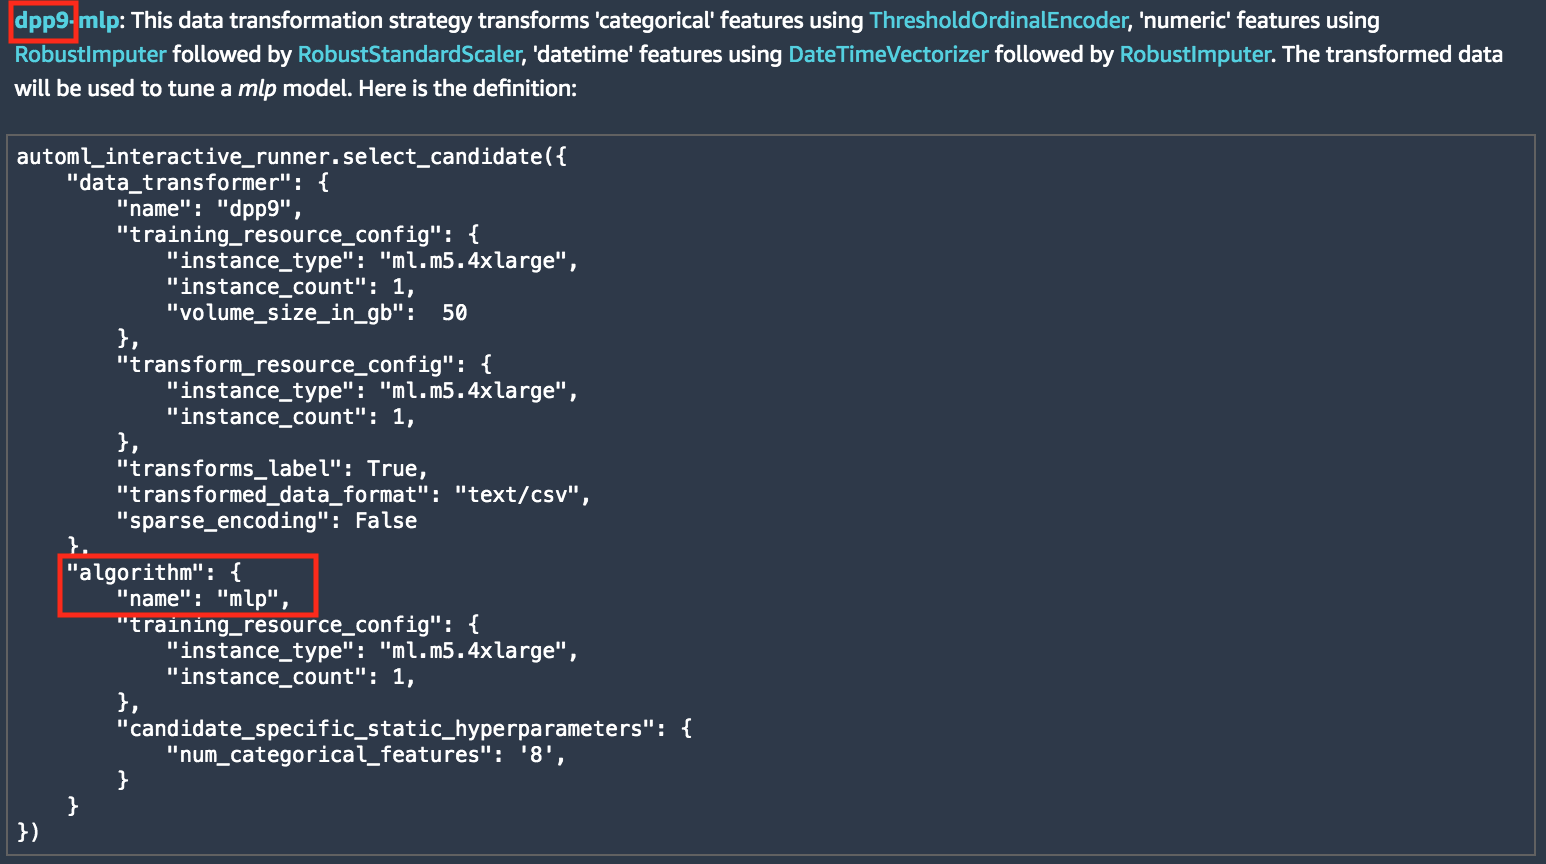 dpp9-mlp: This data transformation strategy transforms 'categorical' features using ThresholdOrdinalEncoder, 'numeric' features using
RobustImputer followed by RobustStandardScaler, 'datetime' features using DateTimeVectorizer followed by RobustImputer. The transformed data
will be used to tune a mlp model. Here is the definition:
automl_interactive_runner.select_candidate({
    "data_transformer": {
        "name": "dpp9",
        "training_resource_config": {
            "instance_type": "ml.m5.4xlarge",
            "instance_count": 1,
            "volume_size_in_gb":  50
        },
        "transform_resource_config": {
            "instance_type": "ml.m5.4xlarge",
            "instance_count": 1,
        },
        "transforms_label": True,
        "transformed_data_format": "text/csv",
        "sparse_encoding": False
    },
    "algorithm": {
        "name": "mlp",
        "training_resource_config": {
            "instance_type": "ml.m5.4xlarge",
            "instance_count": 1,
        },
        "candidate_specific_static_hyperparameters": {
            "num_categorical_features": '8',
        }
    }
})